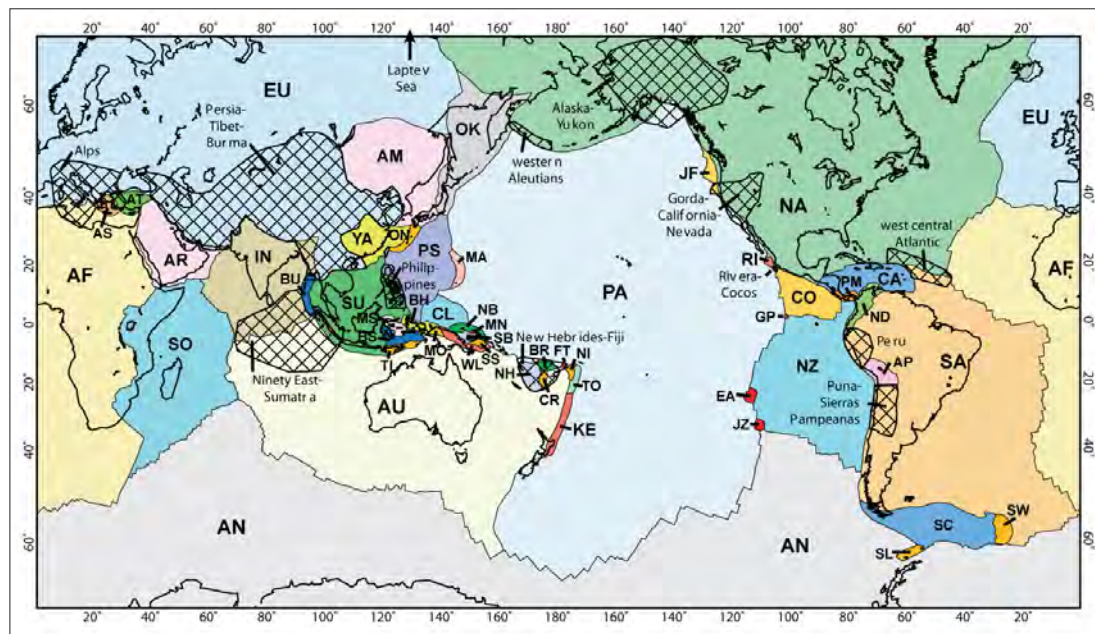 20° 40° 60° 80° 100° 120° 140° 160° 180° 160° 140° 120° 100° 80° 60° 40° 20°
Laptev
Sea
EU
Persia-
Tibet-
Burma
Alps
AM
OK
Alaska-
Yukon
western
Aleutians
JF
Gorda-
California-
Nevada
NA
EU
west central
Atlantic
60°
40°
20°
0°
20°
40°
60°
AT
AS
AR
AF
IN
BU
YA
ON
PS
MA
Philip-
pines
SU
MS
BH
CL
BS
TI
MO
WL
NB
MN
SB
SS
New Hebrides-Fiji
BR
FT
NI
NH
CR
TO
KE
PA
RI
Rivera-
Cocos
CO
GP
PM
CA
ND
AF
Peru
AP
SA
NZ
EA
JZ
Puna-
Sierras
Pampeanas
SO
Ninety East-
Sumatra
AU
AN
AN
SC
SW
SL
60°
40°
20°
0°
20°
40°
60°
20° 40° 60° 80° 100° 120° 140° 160° 180° 160° 140° 120° 100° 80° 60° 40° 20°